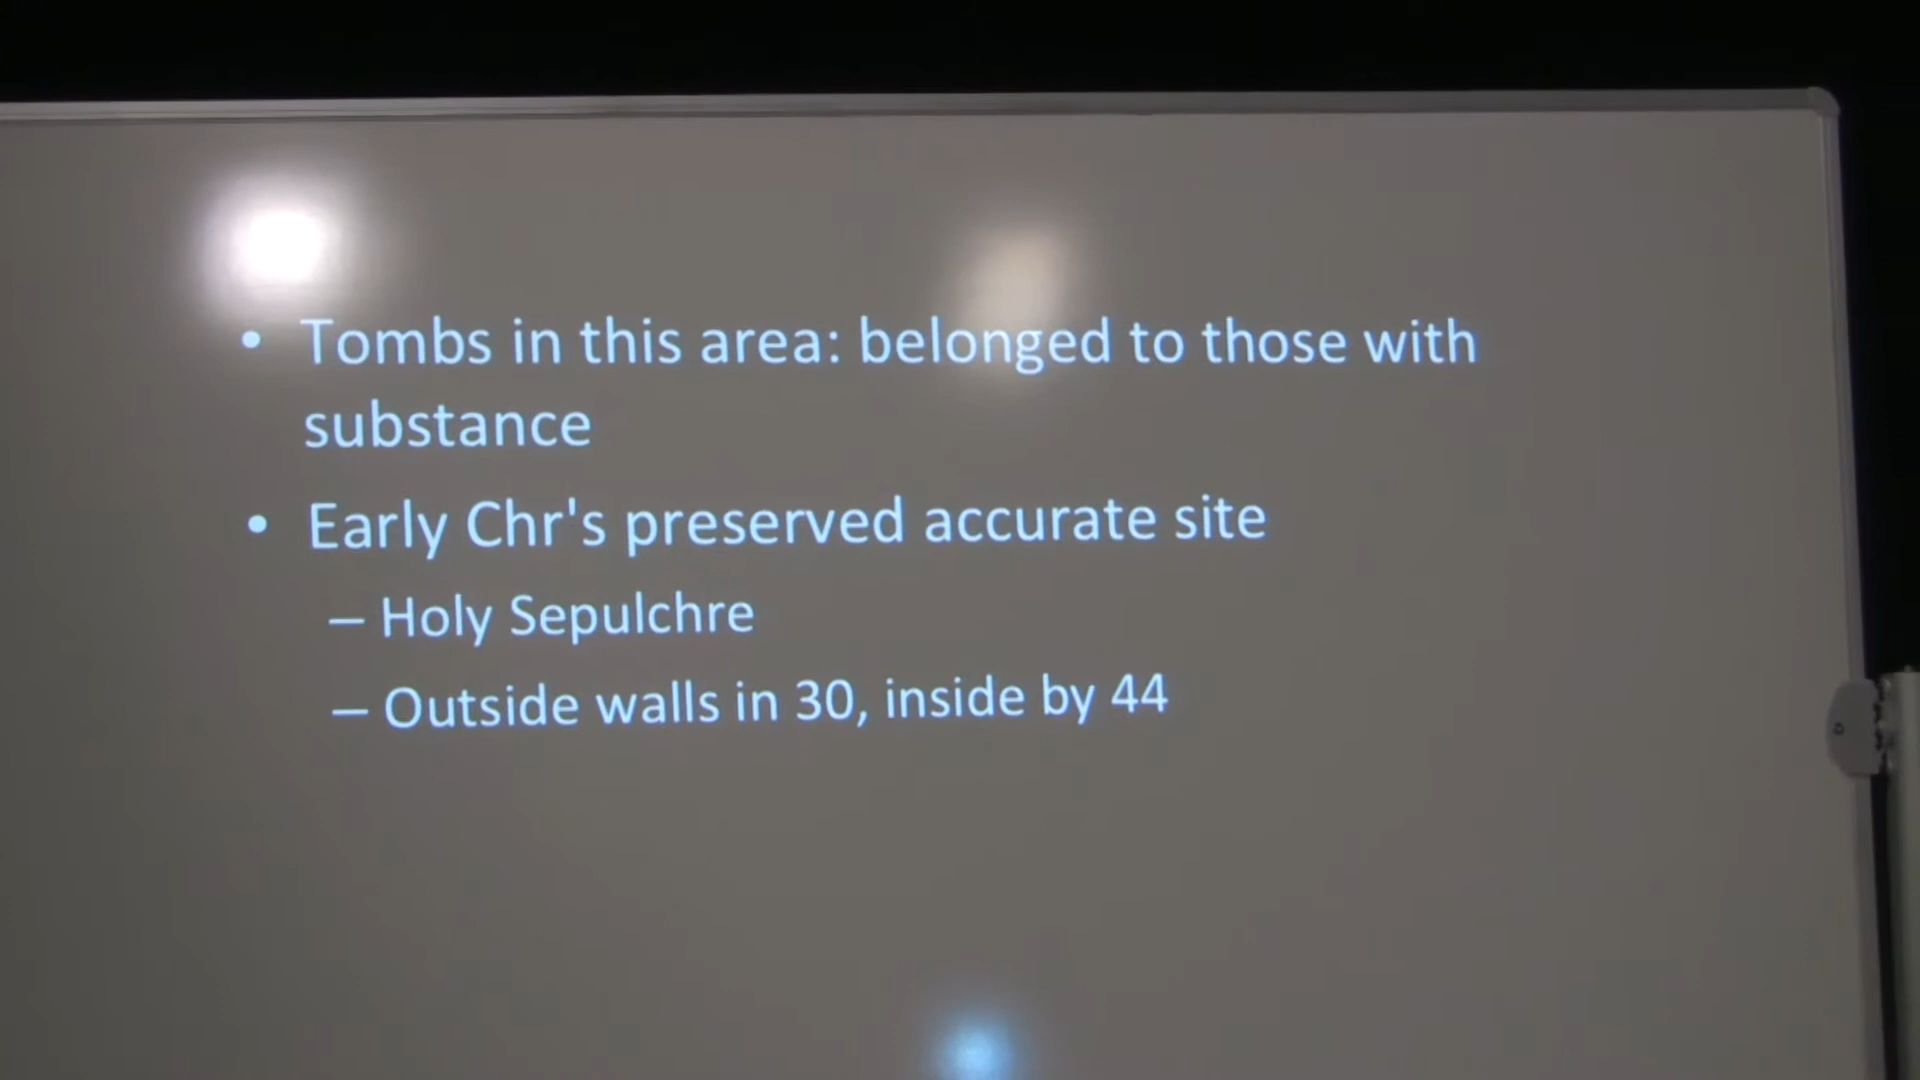 • Tombs in this area: belonged to those with
substance
• Early Chr's preserved accurate site
– Holy Sepulchre
– Outside walls in 30, inside by 44